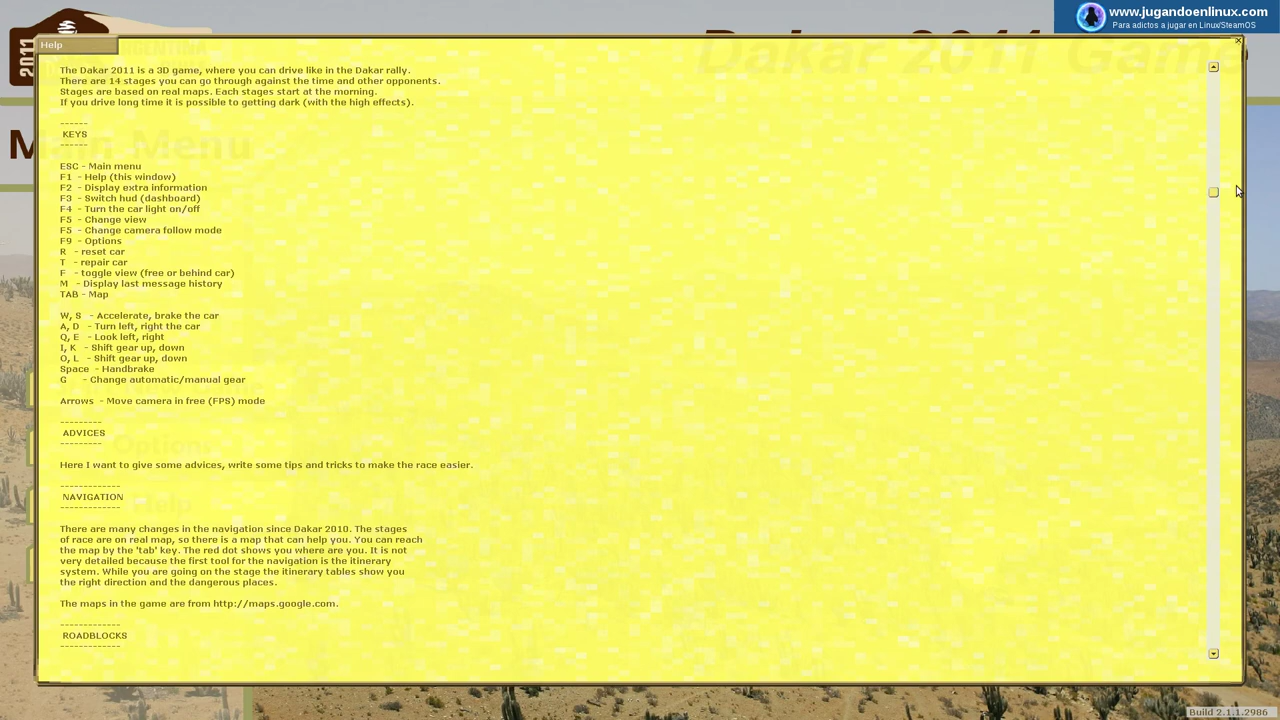 www.jugandoenlinux.com
Para adictos a jugar en Linux/SteamOS
2011
ARGENTINA
Dakar 2011 Game
Help
The Dakar 2011 is a 3D game, where you can drive like in the Dakar rally.
There are 14 stages you can go through against the time and other opponents.
Stages are based on real maps. Each stages start at the morning.
If you drive long time it is possible to getting dark (with the high effects).
------
KEYS
------
Main Menu
ESC - Main menu
F1 - Help (this window)
F2 - Display extra information
F3 - Switch hud (dashboard)
F4 - Turn the car light on/off
F5 - Change view
F5 - Change camera follow mode
F9 - Options
R - reset car
T - repair car
F - toggle view (free or behind car)
M - Display last message history
TAB - Map
W, S - Accelerate, brake the car
A, D - Turn left, right the car
Q, E - Look left, right
I, K - Shift gear up, down
O, L - Shift gear up, down
Space - Handbrake
G - Change automatic/manual gear
Arrows - Move camera in free (FPS) mode
---------
ADVICES
---------
Options
Here I want to give some advices, write some tips and tricks to make the race easier.
-------------
NAVIGATION
-------------
Help
There are many changes in the navigation since Dakar 2010. The stages
of race are on real map, so there is a map that can help you. You can reach
the map by the 'tab' key. The red dot shows you where are you. It is not
very detailed because the first tool for the navigation is the itinerary
system. While you are going on the stage the itinerary tables show you
the right direction and the dangerous places.
The maps in the game are from http://maps.google.com.
-------------
ROADBLOCKS
-------------
Build 2.1.1.2986